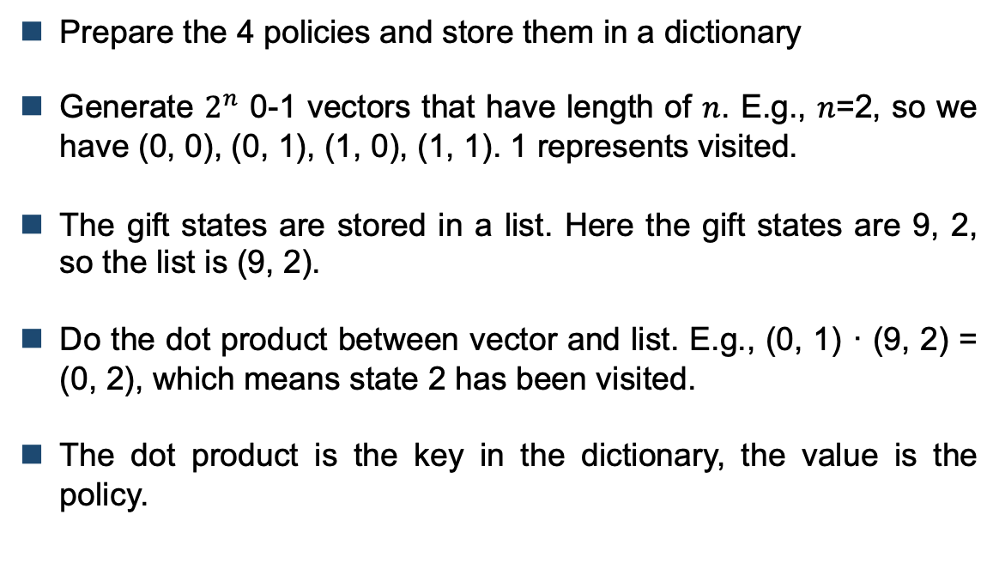 Prepare the 4 policies and store them in a dictionary
Generate 2ⁿ 0-1 vectors that have length of n. E.g., n=2, so we
have (0, 0), (0, 1), (1, 0), (1, 1). 1 represents visited.
The gift states are stored in a list. Here the gift states are 9, 2,
so the list is (9, 2).
Do the dot product between vector and list. E.g., (0, 1) · (9, 2) =
(0, 2), which means state 2 has been visited.
The dot product is the key in the dictionary, the value is the
policy.